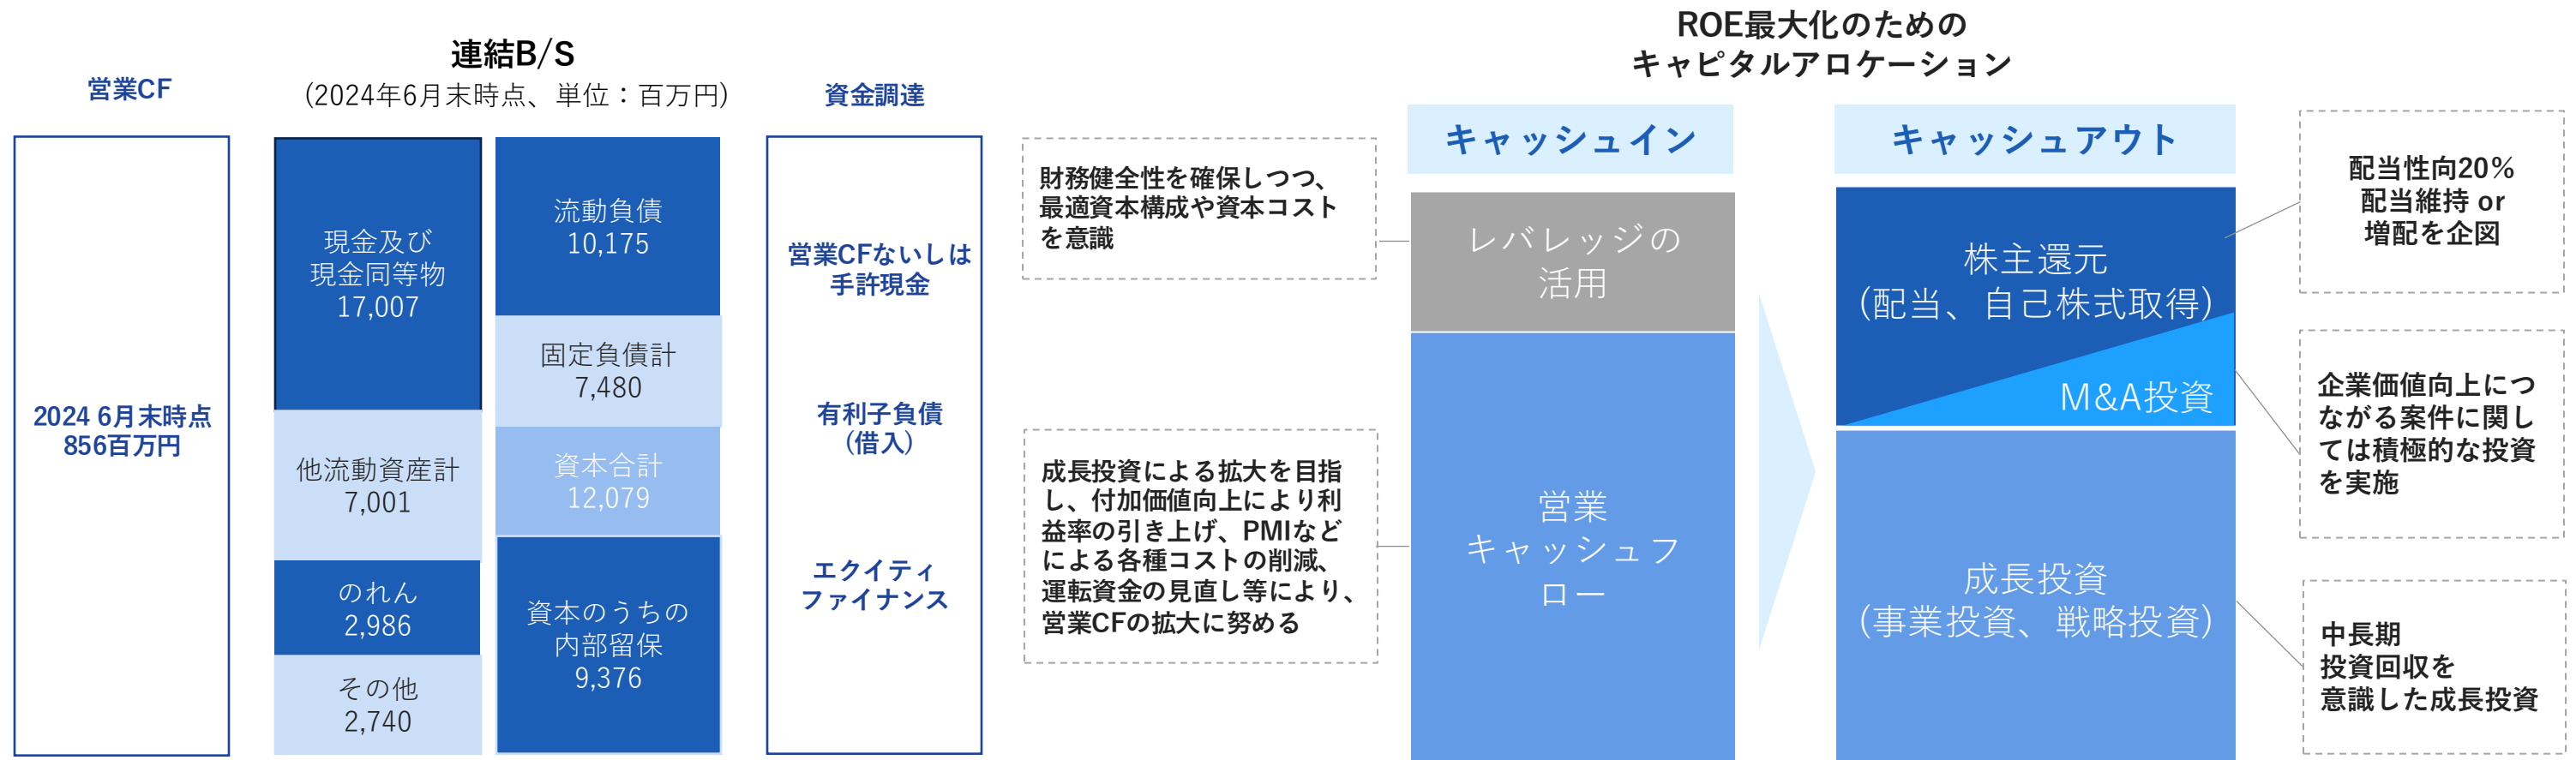 営業CF
2024 6月末時点
856百万円
連結B/S
(2024年6月末時点、単位：百万円)
現金及び
現金同等物
17,007
他流動資産計
7,001
のれん
2,986
その他
2,740
流動負債
10,175
固定負債計
7,480
資本合計
12,079
資本のうちの
内部留保
9,376
資金調達
営業CFないしは
手許現金
有利子負債
(借入)
エクイティ
ファイナンス
ROE最大化のための
キャピタルアロケーション
財務健全性を確保しつつ、
最適資本構成や資本コスト
を意識
成長投資による拡大を目指
し、付加価値向上により利
益率の引き上げ、PMIなど
による各種コストの削減、
運転資金の見直し等により、
営業CFの拡大に努める
キャッシュイン
レバレッジの
活用
営業
キャッシュフ
ロー
キャッシュアウト
株主還元
(配当、自己株式取得)
M&A投資
成長投資
(事業投資、戦略投資)
配当性向20%
配当維持 or
増配を企図
企業価値向上につ
ながる案件に関し
ては積極的な投資
を実施
中長期
投資回収を
意識した成長投資